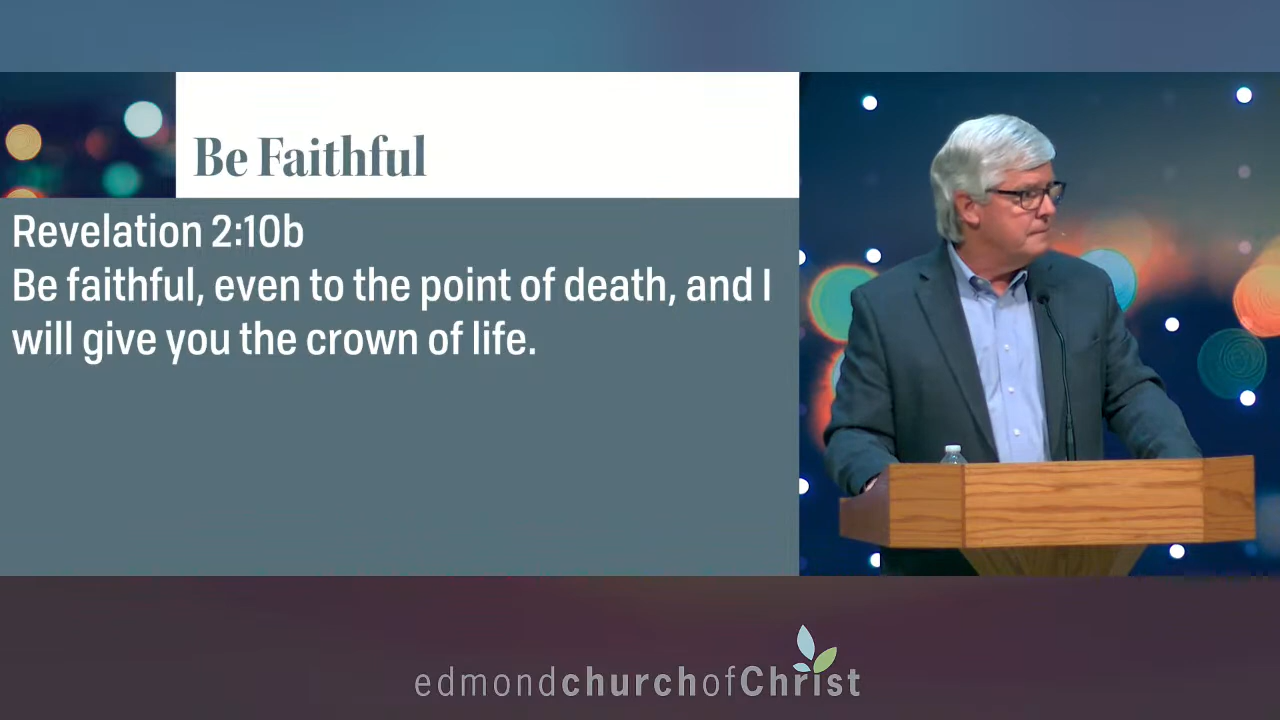 Be Faithful
Revelation 2:10b
Be faithful, even to the point of death, and I
will give you the crown of life.
edmondchurchofChrist